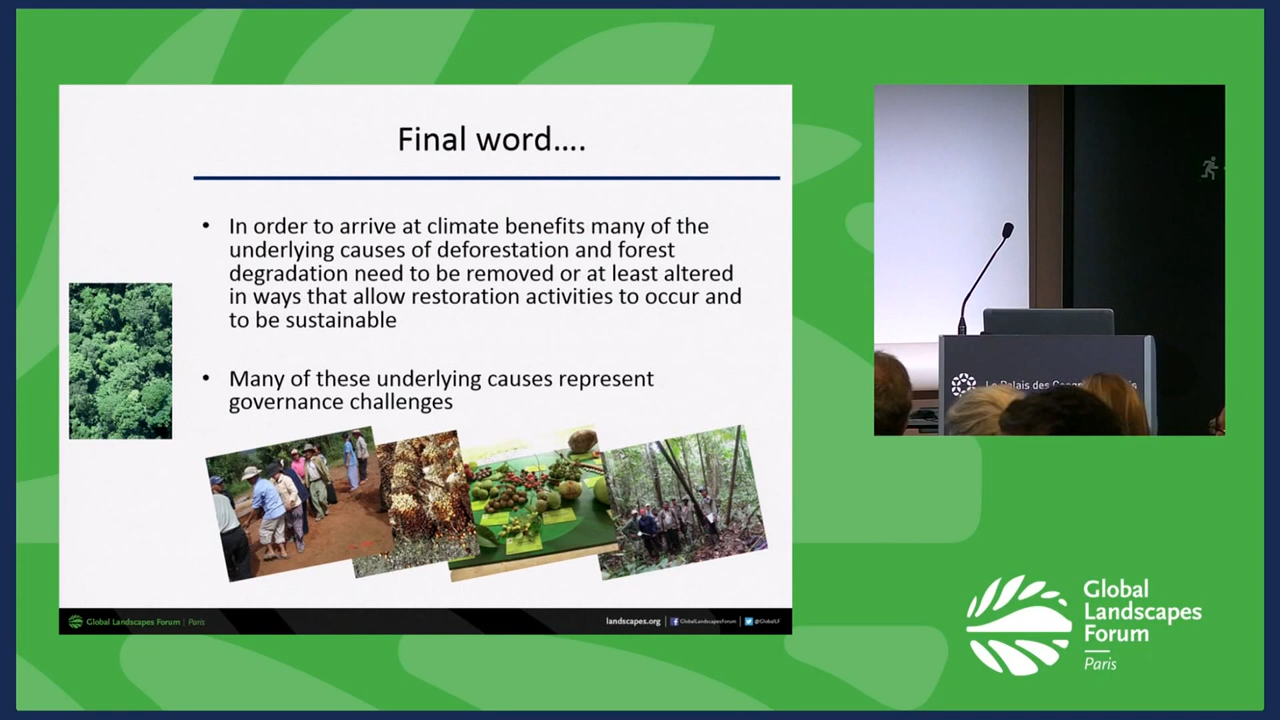 Final word....
• In order to arrive at climate benefits many of the
underlying causes of deforestation and forest
degradation need to be removed or at least altered
in ways that allow restoration activities to occur and
to be sustainable
• Many of these underlying causes represent
governance challenges
Global Landscapes Forum | Paris
landscapes.org | GlobalLandscapesForum | @GlobalLF
Le Palais des
Global
Landscapes
Forum
Paris